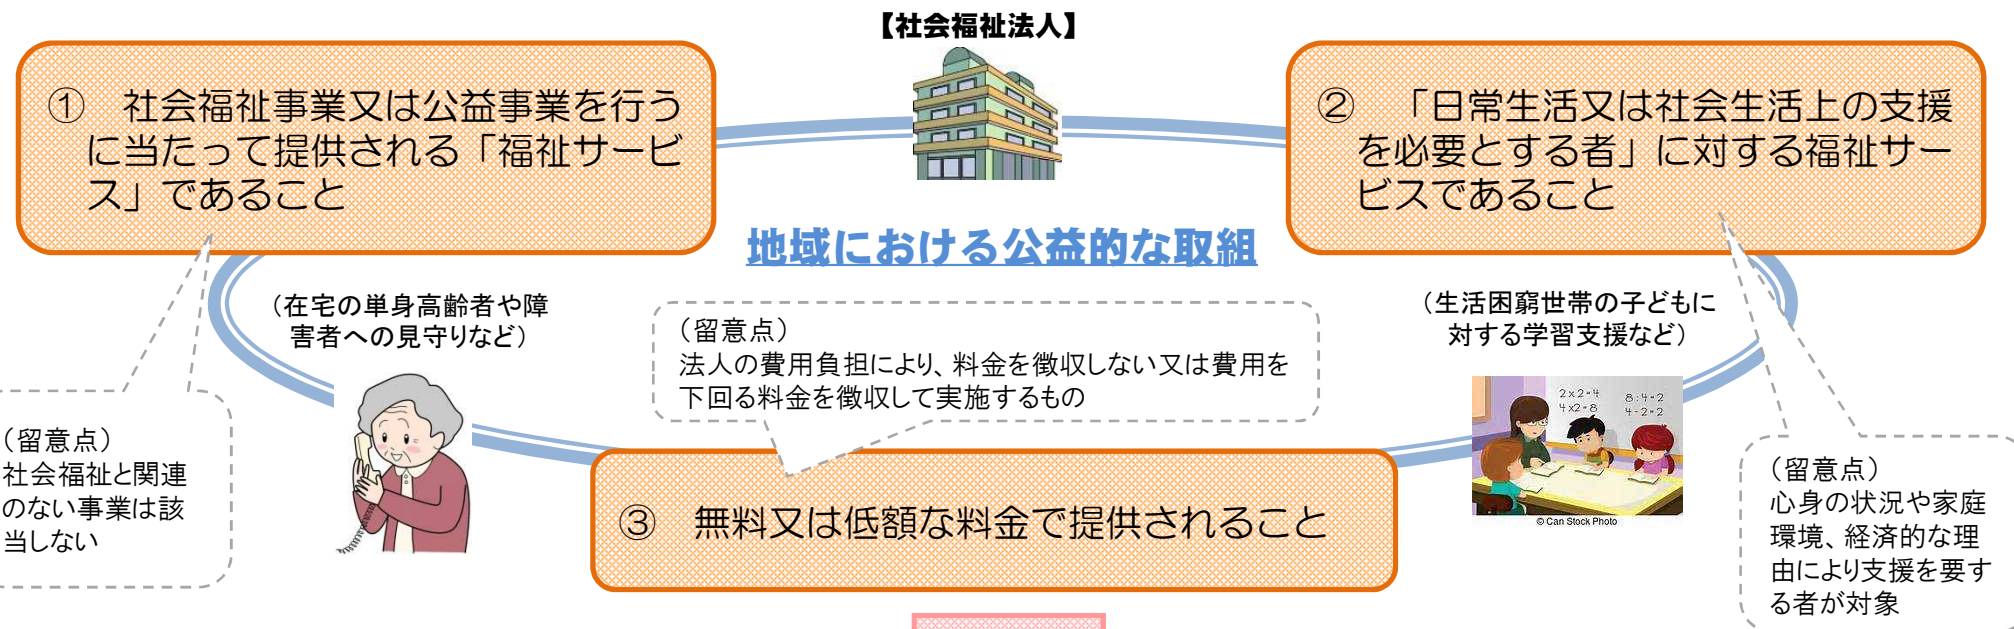 【社会福祉法人】
① 社会福祉事業又は公益事業を行う
に当たって提供される「福祉サービ
ス」であること
② 「日常生活又は社会生活上の支援
を必要とする者」に対する福祉サー
ビスであること
地域における公益的な取組
（在宅の単身高齢者や障
害者への見守りなど）
（留意点）
法人の費用負担により、料金を徴収しない又は費用を
下回る料金を徴収して実施するもの
（生活困窮世帯の子どもに
対する学習支援など）
2×2=4
4×2=8
8:4=2
4-2=2
© Can Stock Photo
（留意点）
社会福祉と関連
のない事業は該
当しない
③ 無料又は低額な料金で提供されること
（留意点）
心身の状況や家庭
環境、経済的な理
由により支援を要す
る者が対象